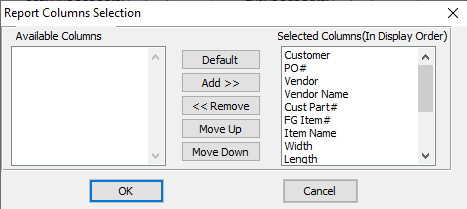 Report Columns Selection
Available Columns
Selected Columns(In Display Order)
Default
Add >>
<< Remove
Move Up
Move Down
Customer
PO#
Vendor
Vendor Name
Cust Part#
FG Item#
Item Name
Width
Length
OK
Cancel